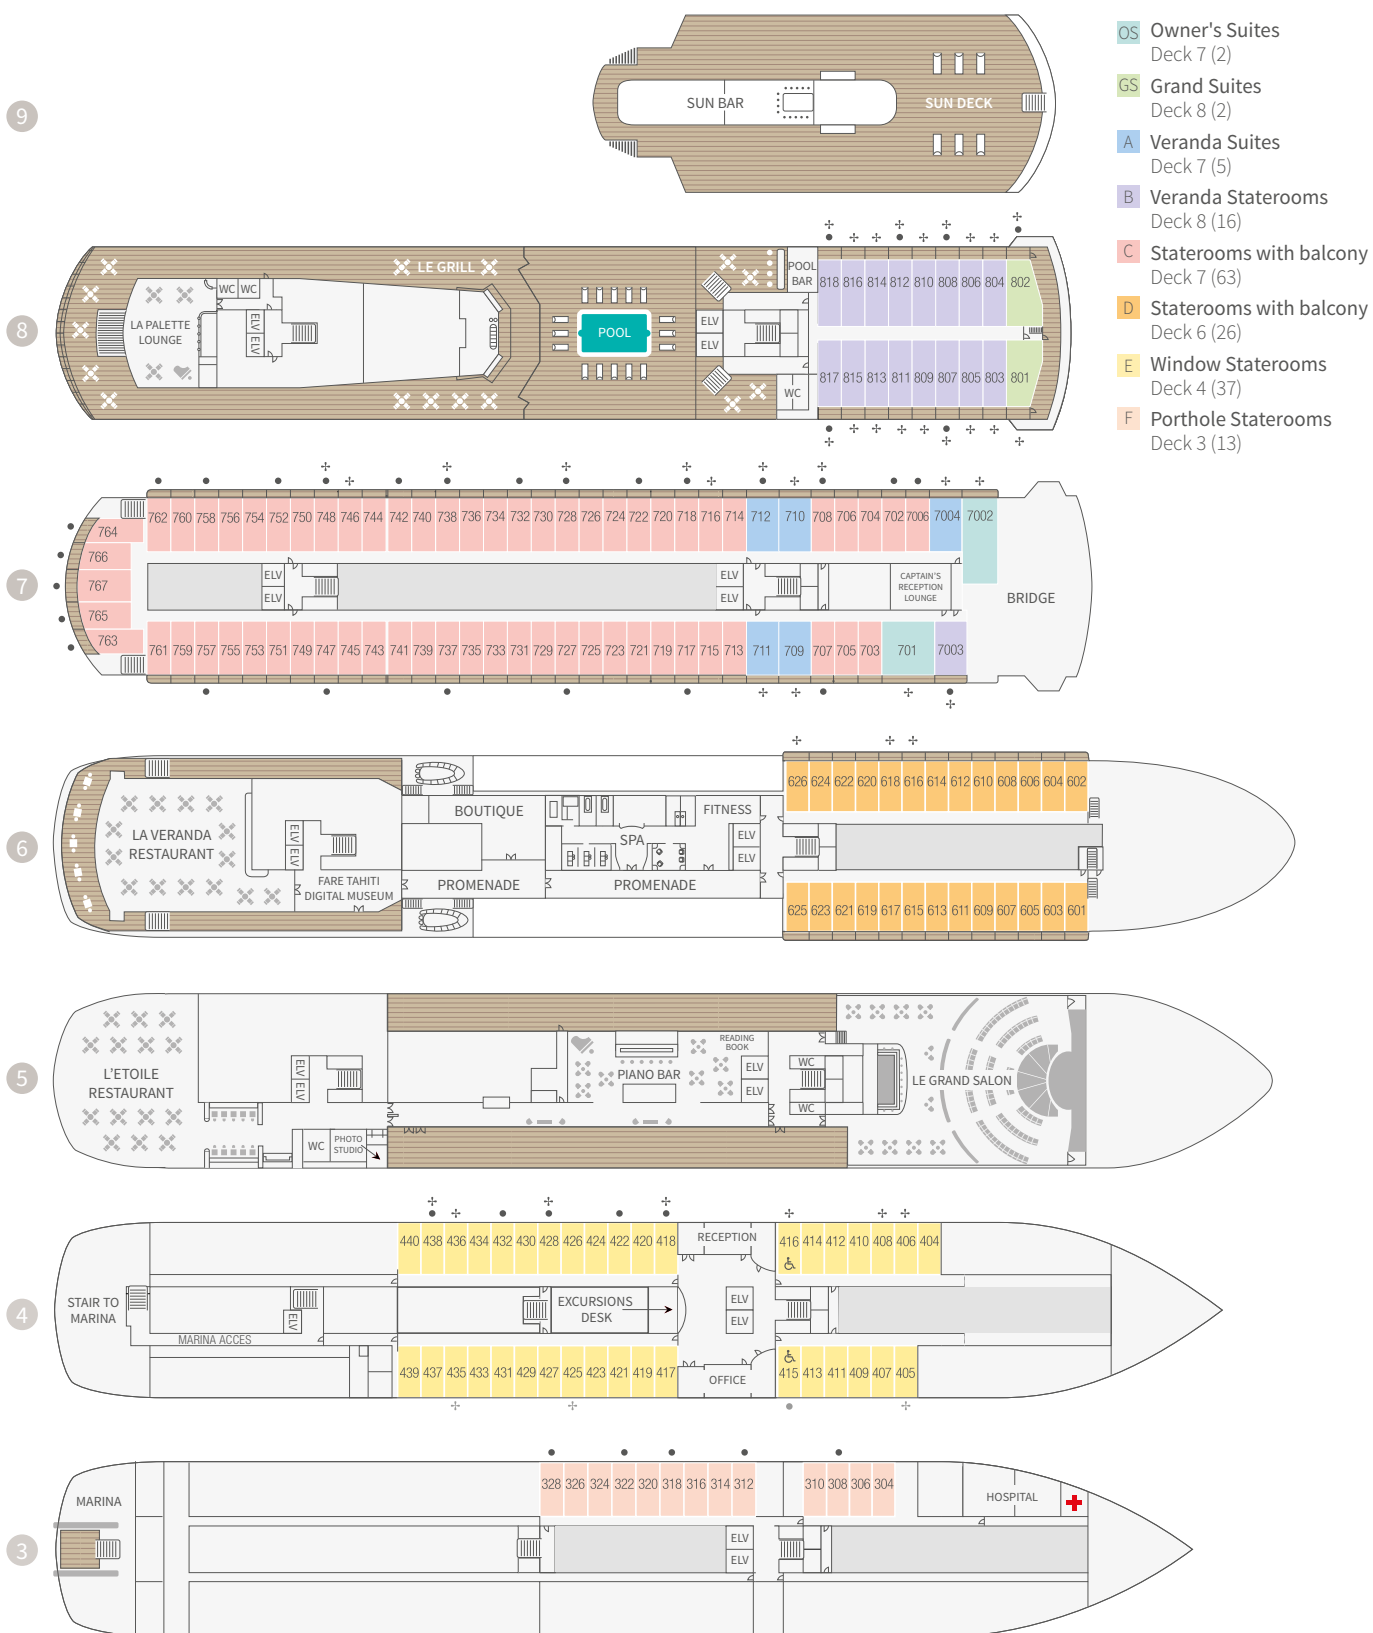 OS Owner's Suites
Deck 7 (2)
GS Grand Suites
Deck 8 (2)
A Veranda Suites
Deck 7 (5)
B Veranda Staterooms
Deck 8 (16)
C Staterooms with balcony
Deck 7 (63)
D Staterooms with balcony
Deck 6 (26)
E Window Staterooms
Deck 4 (37)
F Porthole Staterooms
Deck 3 (13)
9
SUN BAR
SUN DECK
8
LE GRILL
POOL
BAR
WC WC
818 816 814 812 810 808 806 804 802
LA PALETTE
LOUNGE
ELV ELV
POOL
ELV
ELV
WC
817 815 813 811 809 807 805 803 801
7
762 760 758 756 754 752 750 748 746 744 742 740 738 736 734 732 730 728 726 724 722 720 718 716 714 712 710 708 706 704 702 7006 7004 7002
764
766
767
765
763
ELV
ELV
ELV
ELV
CAPTAIN'S
RECEPTION
LOUNGE
BRIDGE
761 759 757 755 753 751 749 747 745 743 741 739 737 735 733 731 729 727 725 723 721 719 717 715 713 711 709 707 705 703 701 7003
6
626 624 622 620 618 616 614 612 610 608 606 604 602
BOUTIQUE
FITNESS
LA VERANDA
RESTAURANT
ELV ELV
SPA
ELV
ELV
FARE TAHITI
DIGITAL MUSEUM
PROMENADE
PROMENADE
625 623 621 619 617 615 613 611 609 607 605 603 601
5
L'ETOILE
RESTAURANT
ELV ELV
READING
BOOK
PIANO BAR
ELV
ELV
WC
WC
LE GRAND SALON
WC
PHOTO
STUDIO
4
440 438 436 434 432 430 428 426 424 422 420 418
RECEPTION
416 414 412 410 408 406 404
STAIR TO
MARINA
ELV
EXCURSIONS
DESK
ELV
ELV
MARINA ACCES
439 437 435 433 431 429 427 425 423 421 419 417
OFFICE
415 413 411 409 407 405
3
MARINA
328 326 324 322 320 318 316 314 312
310 308 306 304
HOSPITAL
ELV
ELV